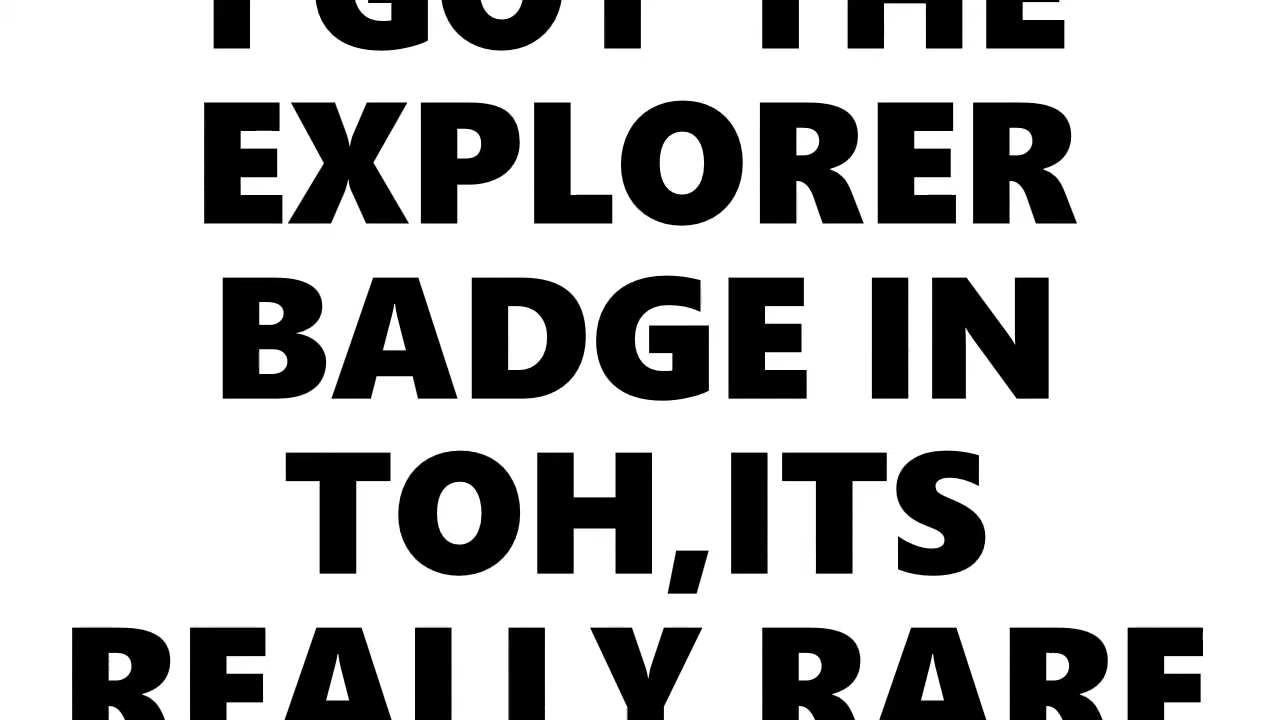 I GOT THE
EXPLORER
BADGE IN
TOH,ITS
REALLY RARE